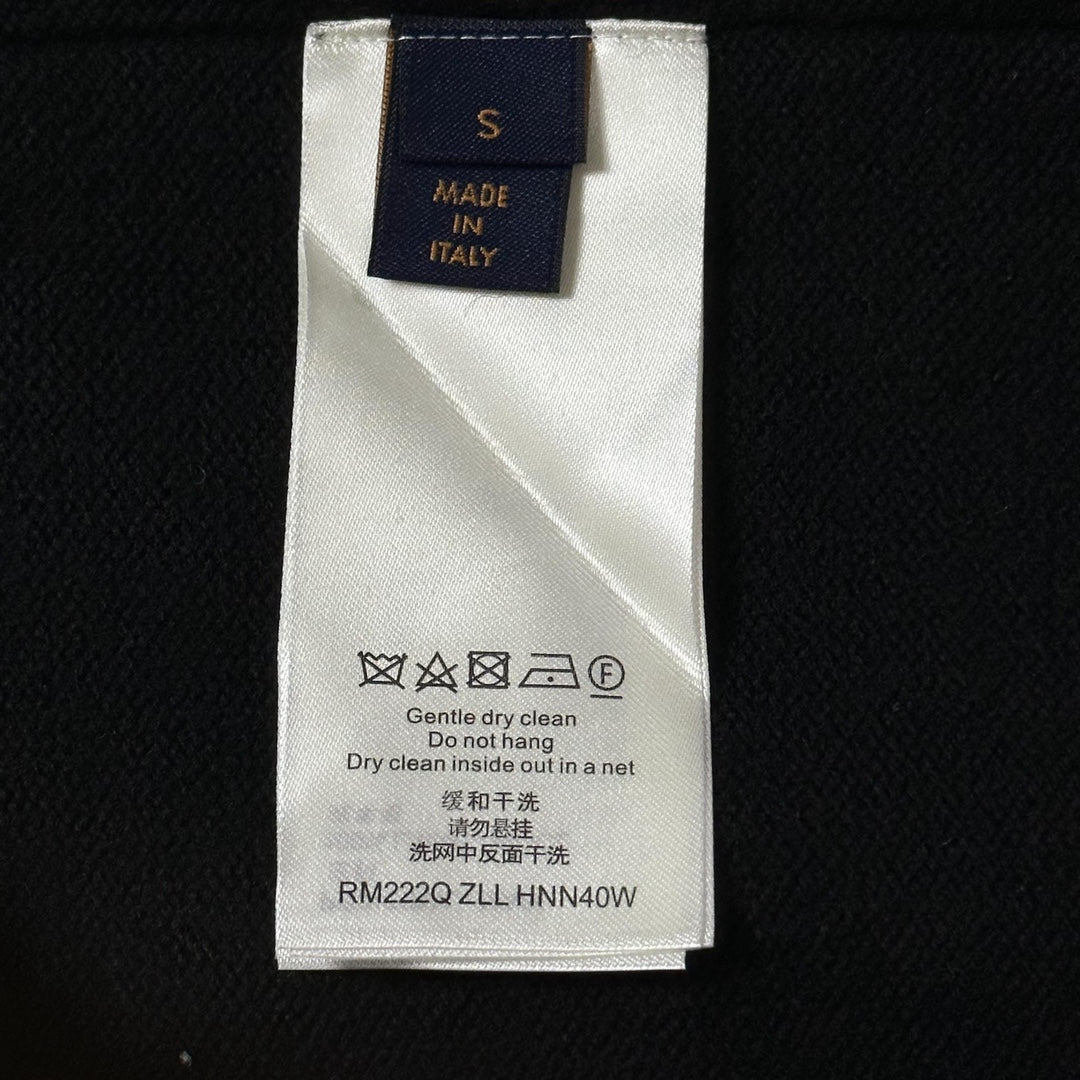 S
MADE
IN
ITALY
F
Gentle dry clean
Do not hang
Dry clean inside out in a net
缓和干洗
请勿悬挂
洗网中反面干洗
RM222Q ZLL HNN40W